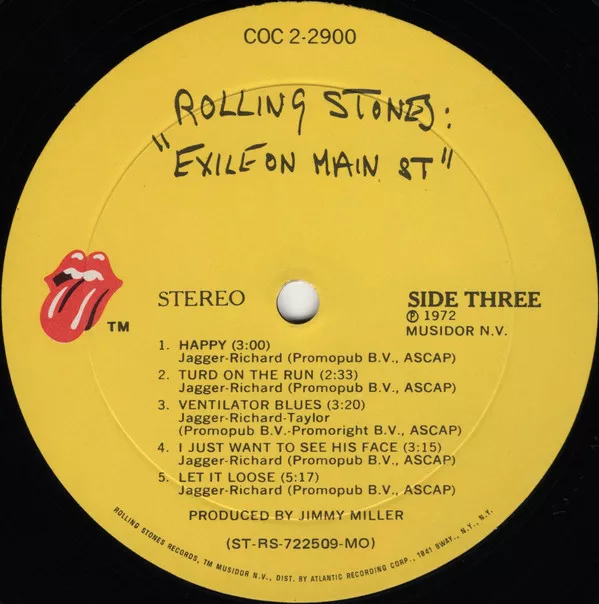 COC 2-2900
ROLLING STONES:
"EXILE ON MAIN ST"
TM
STEREO
SIDE THREE
℗ 1972
MUSIDOR N.V.
1. HAPPY (3:00)
Jagger-Richard (Promopub B.V., ASCAP)
2. TURD ON THE RUN (2:33)
Jagger-Richard (Promopub B.V., ASCAP)
3. VENTILATOR BLUES (3:20)
Jagger-Richard-Taylor
(Promopub B.V.-Promoright B.V., ASCAP)
4. I JUST WANT TO SEE HIS FACE (3:15)
Jagger-Richard (Promopub B.V., ASCAP)
5. LET IT LOOSE (5:17)
Jagger-Richard (Promopub B.V., ASCAP)
PRODUCED BY JIMMY MILLER
(ST-RS-722509-MO)
ROLLING STONES RECORDS, TM MUSIDOR N.V., DIST. BY ATLANTIC RECORDING CORP., 1841 BWAY., N.Y., N.Y.